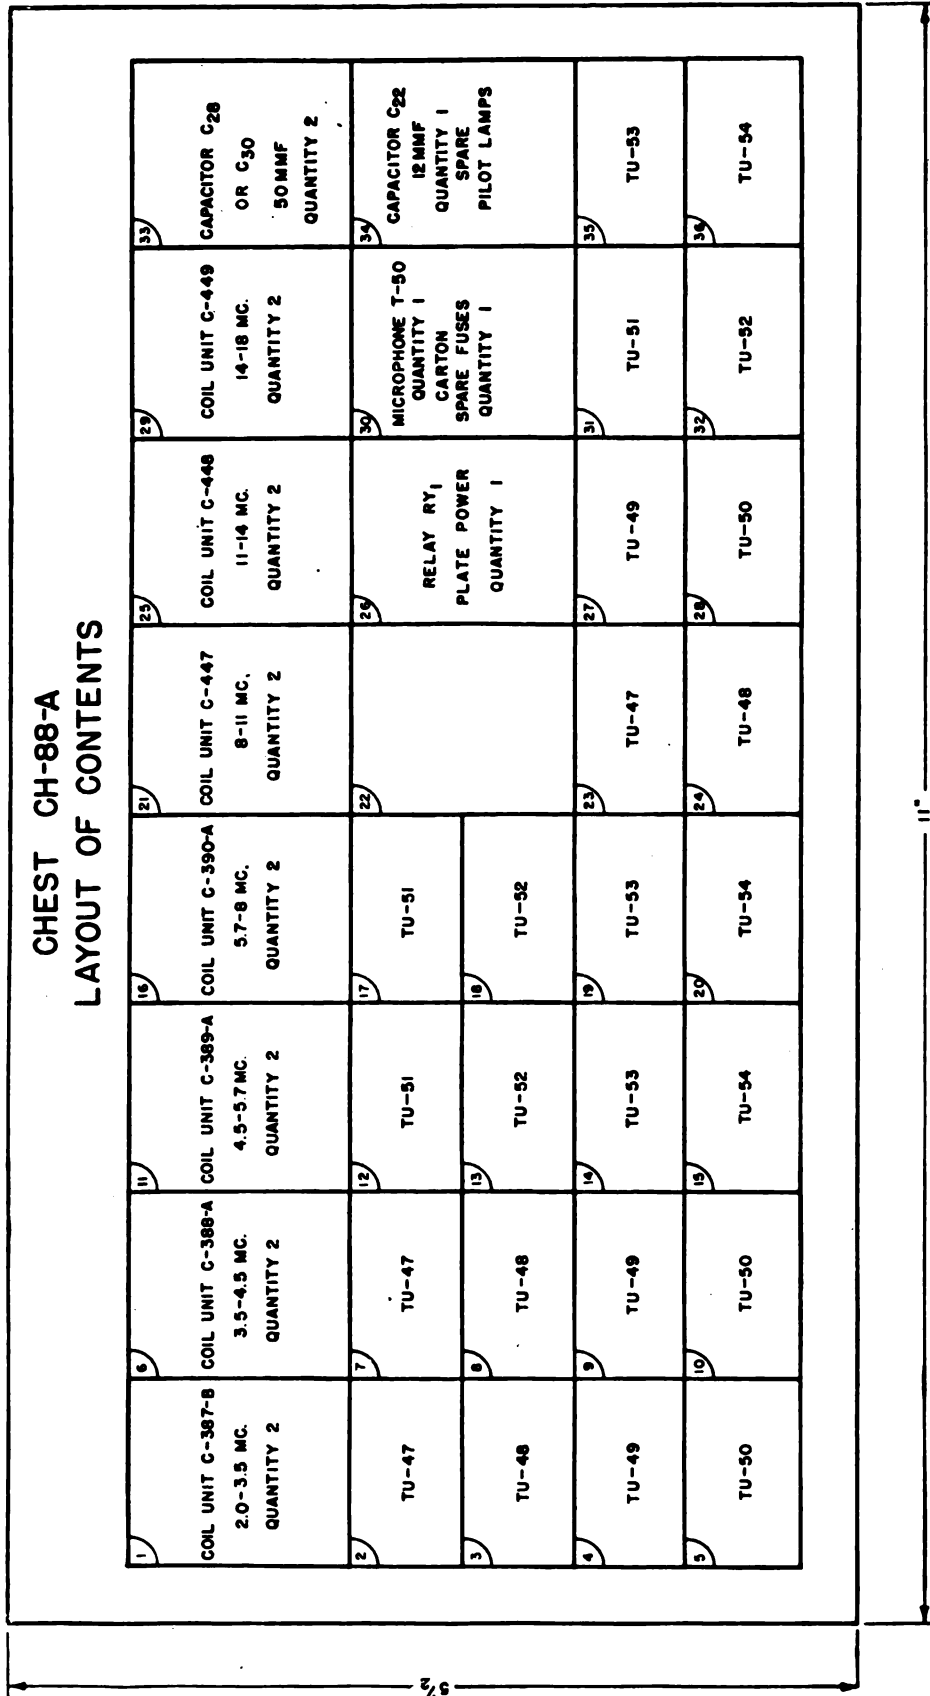 CHEST CH-88-A
LAYOUT OF CONTENTS
1
COIL UNIT C-387-B
2.0-3.5 MC.
QUANTITY 2
2
TU-47
3
TU-48
4
TU-49
5
TU-50
6
COIL UNIT C-388-A
3.5-4.5 MC.
QUANTITY 2
7
TU-47
8
TU-48
9
TU-49
10
TU-50
11
COIL UNIT C-389-A
4.5-5.7 MC.
QUANTITY 2
12
TU-51
13
TU-52
14
TU-53
15
TU-54
16
COIL UNIT C-390-A
5.7-8 MC.
QUANTITY 2
17
TU-51
18
TU-52
19
TU-53
20
TU-54
21
COIL UNIT C-447
8-11 MC.
QUANTITY 2
22
23
TU-47
24
TU-48
25
COIL UNIT C-448
11-14 MC.
QUANTITY 2
26
RELAY RY1
PLATE POWER
QUANTITY 1
27
TU-49
28
TU-50
29
COIL UNIT C-449
14-18 MC.
QUANTITY 2
30
MICROPHONE T-50
QUANTITY 1
CARTON
SPARE FUSES
QUANTITY 1
31
TU-51
32
TU-52
33
CAPACITOR C28
OR C30
50 MMF
QUANTITY 2
34
CAPACITOR C22
12 MMF
QUANTITY 1
SPARE
PILOT LAMPS
35
TU-53
36
TU-54
11"
5½